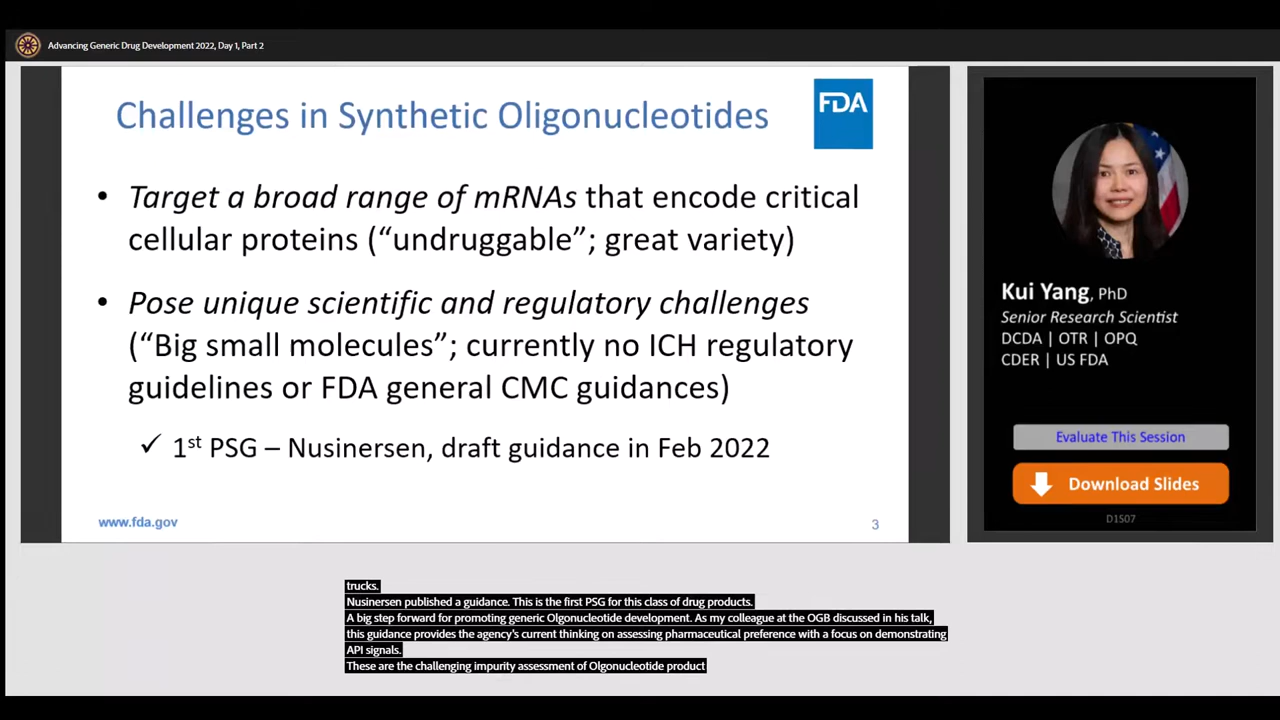 Advancing Generic Drug Development 2022, Day 1, Part 2
Challenges in Synthetic Oligonucleotides
FDA
• Target a broad range of mRNAs that encode critical
cellular proteins (“undruggable”; great variety)
• Pose unique scientific and regulatory challenges
(“Big small molecules”; currently no ICH regulatory
guidelines or FDA general CMC guidances)
✓ 1st PSG – Nusinersen, draft guidance in Feb 2022
www.fda.gov
3
Kui Yang, PhD
Senior Research Scientist
DCDA | OTR | OPQ
CDER | US FDA
Evaluate This Session
Download Slides
D1S07
trucks.
Nusinersen published a guidance. This is the first PSG for this class of drug products.
A big step forward for promoting generic Olgonucleotide development. As my colleague at the OGB discussed in his talk,
this guidance provides the agency's current thinking on assessing pharmaceutical preference with a focus on demonstrating
API signals.
These are the challenging impurity assessment of Olgonucleotide product